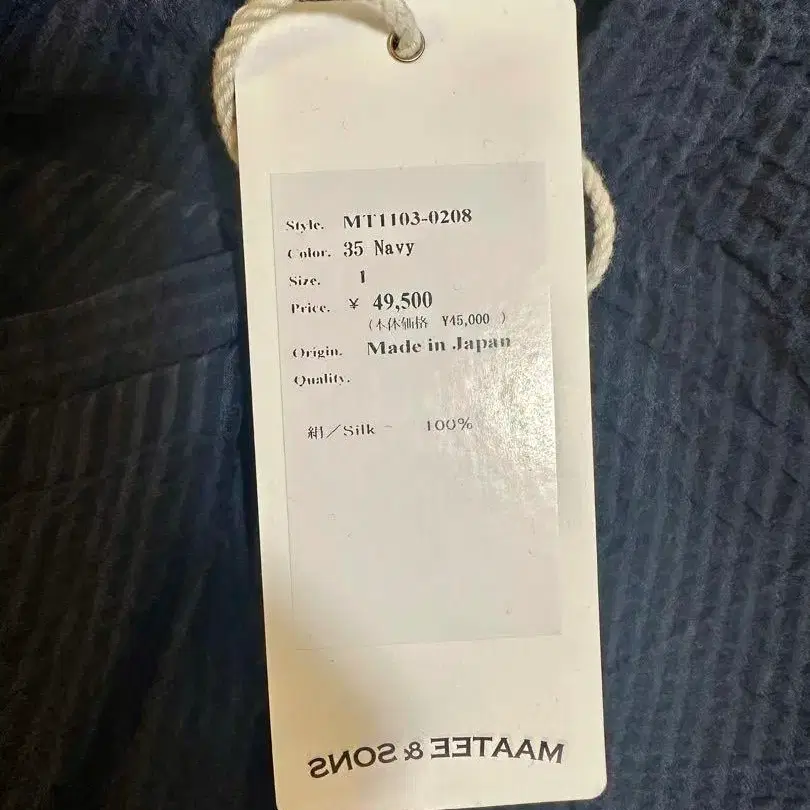 Style. MT1103-0208
Color. 35 Navy
Size. 1
Price. ¥ 49,500
(本体価格 ¥45,000 )
Origin. Made in Japan
Quality.
絹/Silk 100%
MAATEE & SONS